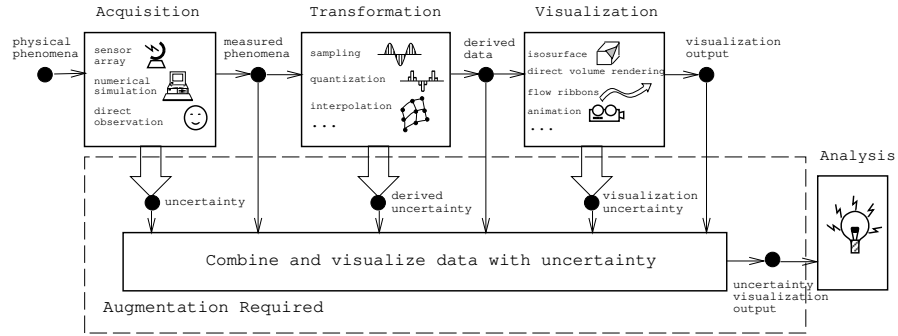 Acquisition
Transformation
Visualization
physical
phenomena
sensor
array
numerical
simulation
direct
observation
measured
phenomena
sampling
quantization
interpolation
...
derived
data
isosurface
direct volume rendering
flow ribbons
animation
...
visualization
output
Analysis
uncertainty
derived
uncertainty
visualization
uncertainty
Combine and visualize data with uncertainty
Augmentation Required
uncertainty
visualization
output